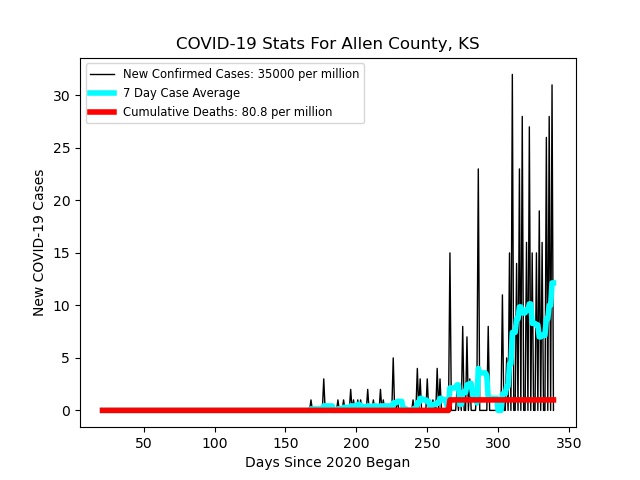 COVID-19 Stats For Allen County, KS
New Confirmed Cases: 35000 per million
7 Day Case Average
Cumulative Deaths: 80.8 per million
New COVID-19 Cases
30
25
20
15
10
5
0
50 100 150 200 250 300 350
Days Since 2020 Began